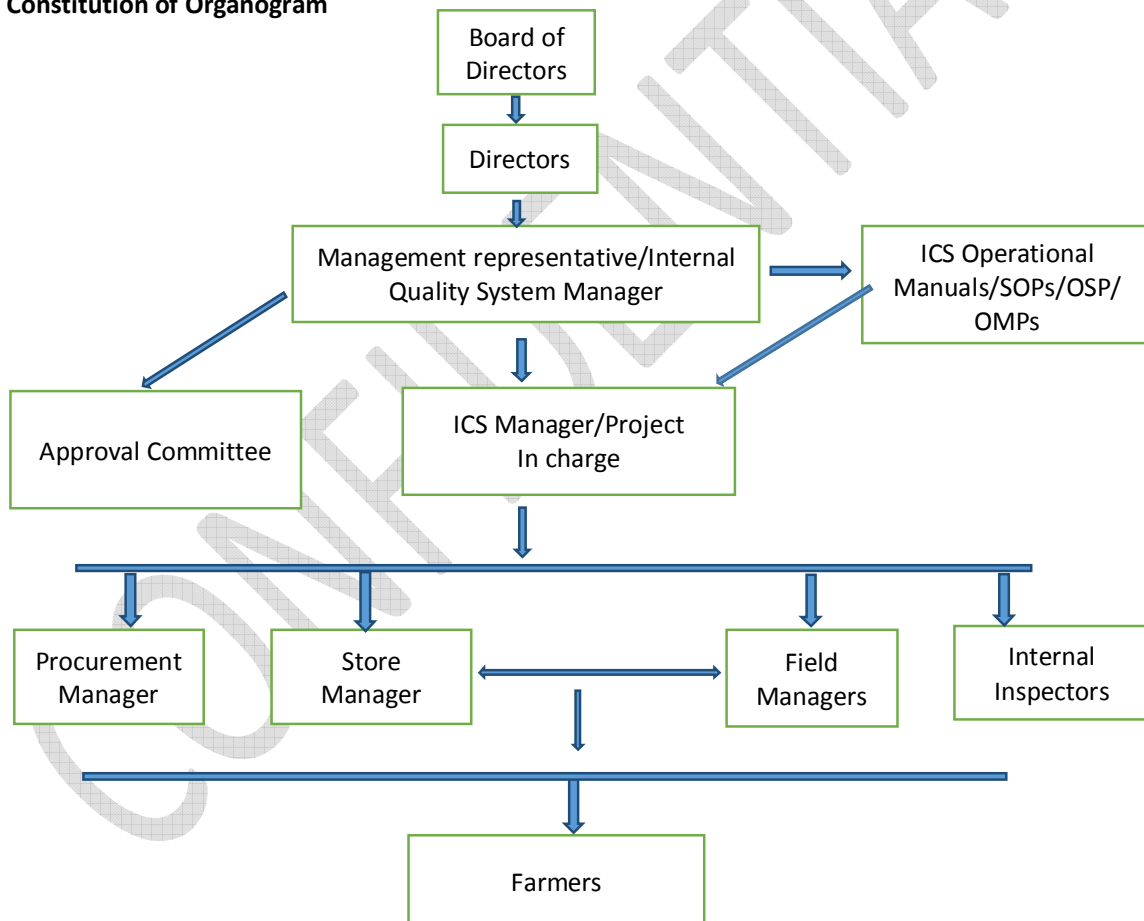 Constitution of Organogram
Board of
Directors
Directors
Management representative/Internal
Quality System Manager
ICS Operational
Manuals/SOPs/OSP/
OMPs
Approval Committee
ICS Manager/Project
In charge
Procurement
Manager
Store
Manager
Field
Managers
Internal
Inspectors
Farmers